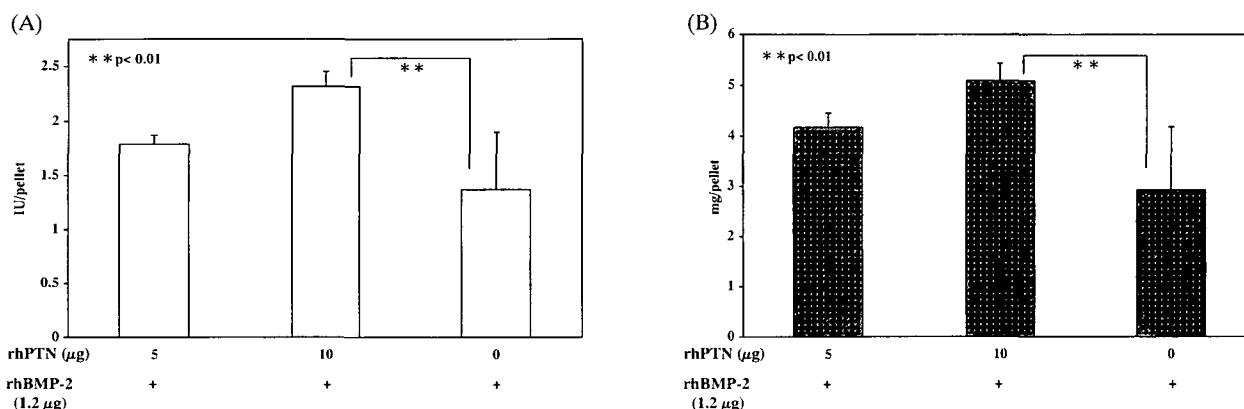 (A)
**p< 0.01
**
2.5
2
1.5
1
0.5
0
IU/pellet
rhPTN (μg) 5 10 0
rhBMP-2 + + +
(1.2 μg)
(B)
**p< 0.01
**
6
5
4
3
2
1
0
mg/pellet
rhPTN (μg) 5 10 0
rhBMP-2 + + +
(1.2 μg)